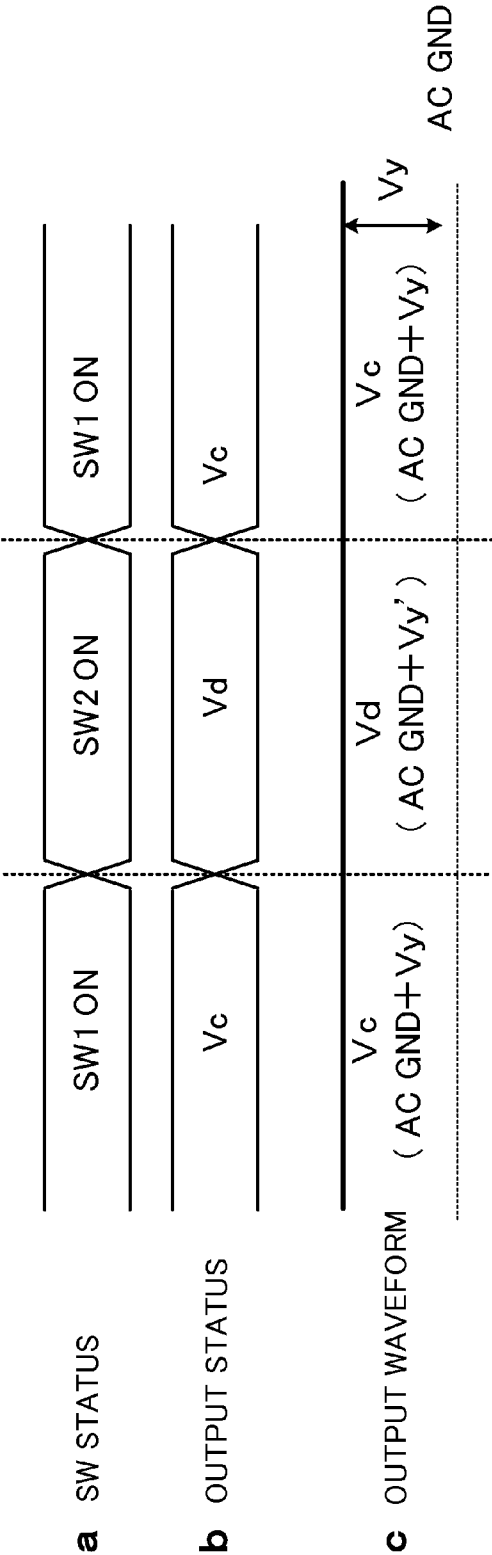 a SW STATUS
SW1 ON
SW2 ON
SW1 ON
b OUTPUT STATUS
Vc
Vd
Vc
c OUTPUT WAVEFORM
Vc
( AC GND+Vy)
Vd
( AC GND+Vy' )
Vc
( AC GND+Vy)
Vy
AC GND